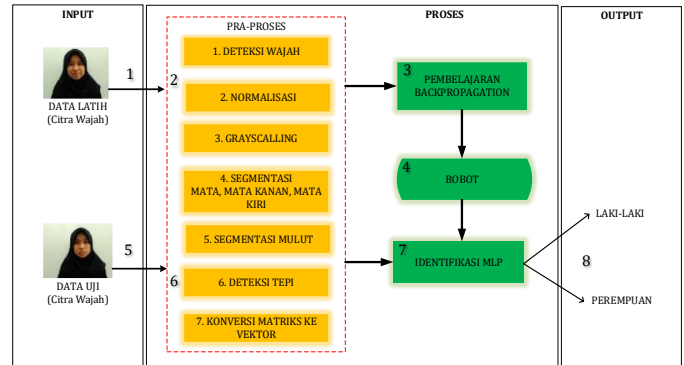 INPUT
PROSES
OUTPUT
PRA-PROSES
1
DATA LATIH
(Citra Wajah)
2
1. DETEKSI WAJAH
2. NORMALISASI
3. GRAYSCALLING
4. SEGMENTASI
MATA, MATA KANAN, MATA
KIRI
5. SEGMENTASI MULUT
6. DETEKSI TEPI
7. KONVERSI MATRIKS KE
VEKTOR
5
DATA UJI
(Citra Wajah)
6
3
PEMBELAJARAN
BACKPROPAGATION
4
BOBOT
7
IDENTIFIKASI MLP
LAKI-LAKI
8
PEREMPUAN